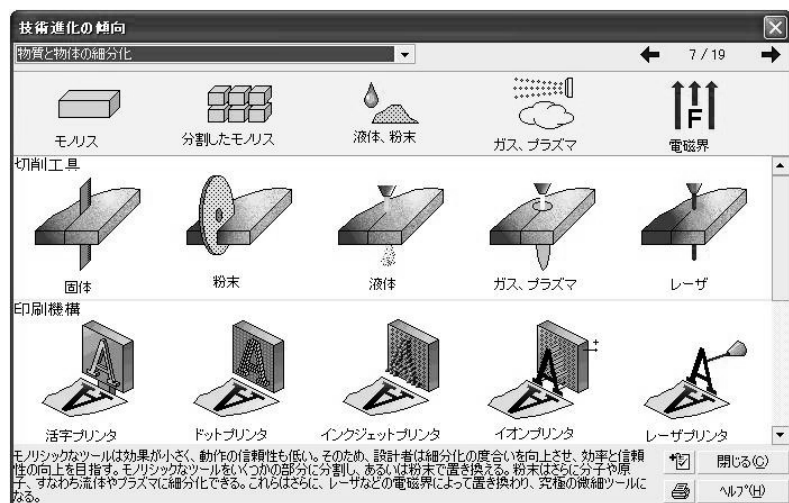 技術進化の傾向
物質と物体の細分化
7 / 19
モノリス
分割したモノリス
液体、粉末
ガス、プラズマ
F
電磁界
切削工具
固体
粉末
液体
ガス、プラズマ
レーザ
印刷機構
A A A A A
活字プリンタ
ドットプリンタ
インクジェットプリンタ
イオンプリンタ
レーザプリンタ
モノリシックなツールは効果が小さく、動作の信頼性も低い。そのため、設計者は細分化の度合いを向上させ、効率と信頼
性の向上を目指す。モノリシックなツールをいくつかの部分に分割し、あるいは粉末で置き換える。粉末はさらに分子や原
子、すなわち流体やプラズマに細分化できる。これらはさらに、レーザなどの電磁界によって置き換わり、究極の微細ツールに
なる。
閉じる(C)
ヘルプ(H)